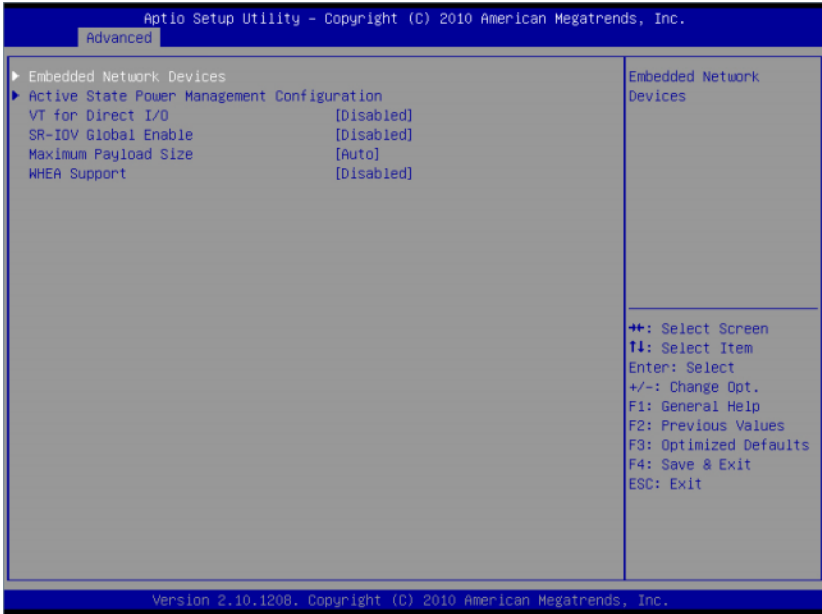 Aptio Setup Utility – Copyright (C) 2010 American Megatrends, Inc.
Advanced
▶ Embedded Network Devices
▶ Active State Power Management Configuration
VT for Direct I/O [Disabled]
SR-IOV Global Enable [Disabled]
Maximum Payload Size [Auto]
WHEA Support [Disabled]
Embedded Network
Devices
→←: Select Screen
↑↓: Select Item
Enter: Select
+/-: Change Opt.
F1: General Help
F2: Previous Values
F3: Optimized Defaults
F4: Save & Exit
ESC: Exit
Version 2.10.1208. Copyright (C) 2010 American Megatrends, Inc.